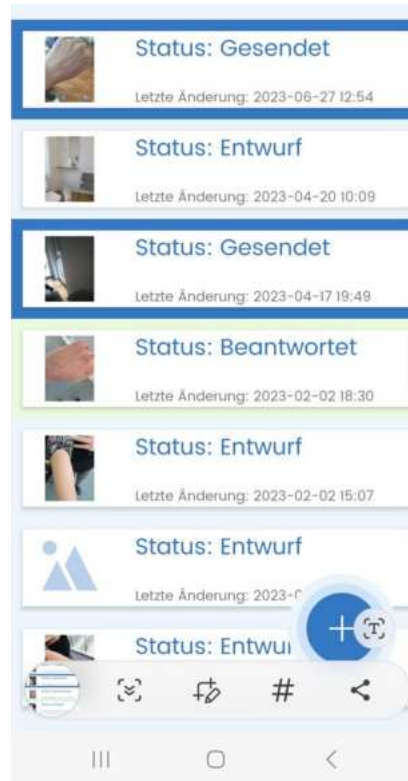 Status: Gesendet
Letzte Änderung: 2023-06-27 12:54
Status: Entwurf
Letzte Änderung: 2023-04-20 10:09
Status: Gesendet
Letzte Änderung: 2023-04-17 19:49
Status: Beantwortet
Letzte Änderung: 2023-02-02 18:30
Status: Entwurf
Letzte Änderung: 2023-02-02 15:07
Status: Entwurf
Letzte Änderung: 2023-
Status: